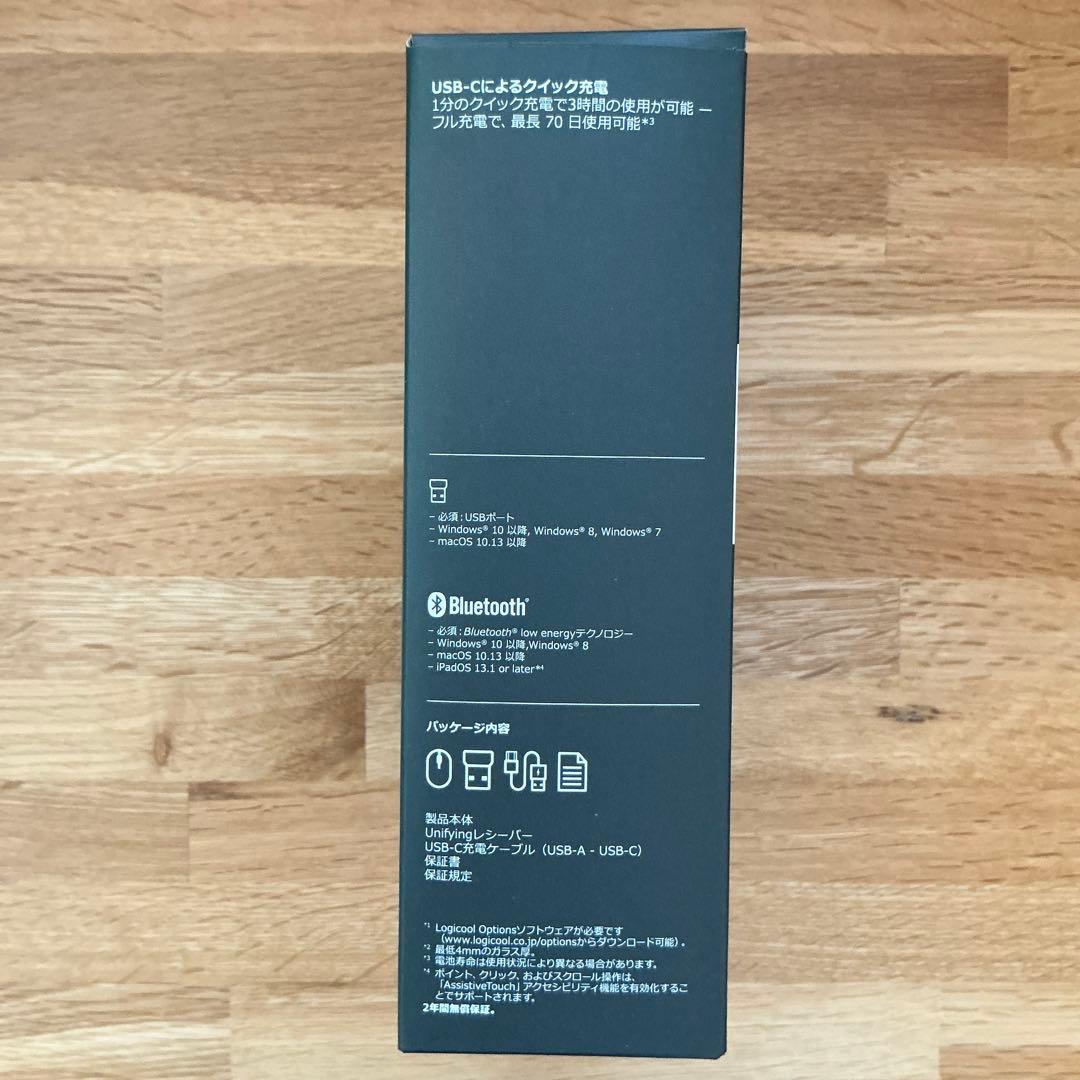 USB-Cによるクイック充電
1分のクイック充電で3時間の使用が可能 —
フル充電で、最長 70 日使用可能*3
– 必須:USBポート
– Windows® 10 以降, Windows® 8, Windows® 7
– macOS 10.13 以降
Bluetooth®
– 必須:Bluetooth® low energyテクノロジー
– Windows® 10 以降,Windows® 8
– macOS 10.13 以降
– iPadOS 13.1 or later*4
パッケージ内容
製品本体
Unifyingレシーバー
USB-C充電ケーブル(USB-A - USB-C)
保証書
保証規定
*1 Logicool Optionsソフトウェアが必要です
(www.logicool.co.jp/optionsからダウンロード可能)。
*2 最低4mmのガラス厚。
*3 電池寿命は使用状況により異なる場合があります。
*4 ポイント、クリック、およびスクロール操作は、
「AssistiveTouch」アクセシビリティ機能を有効化するこ
とでサポートされます。
2年間無償保証。